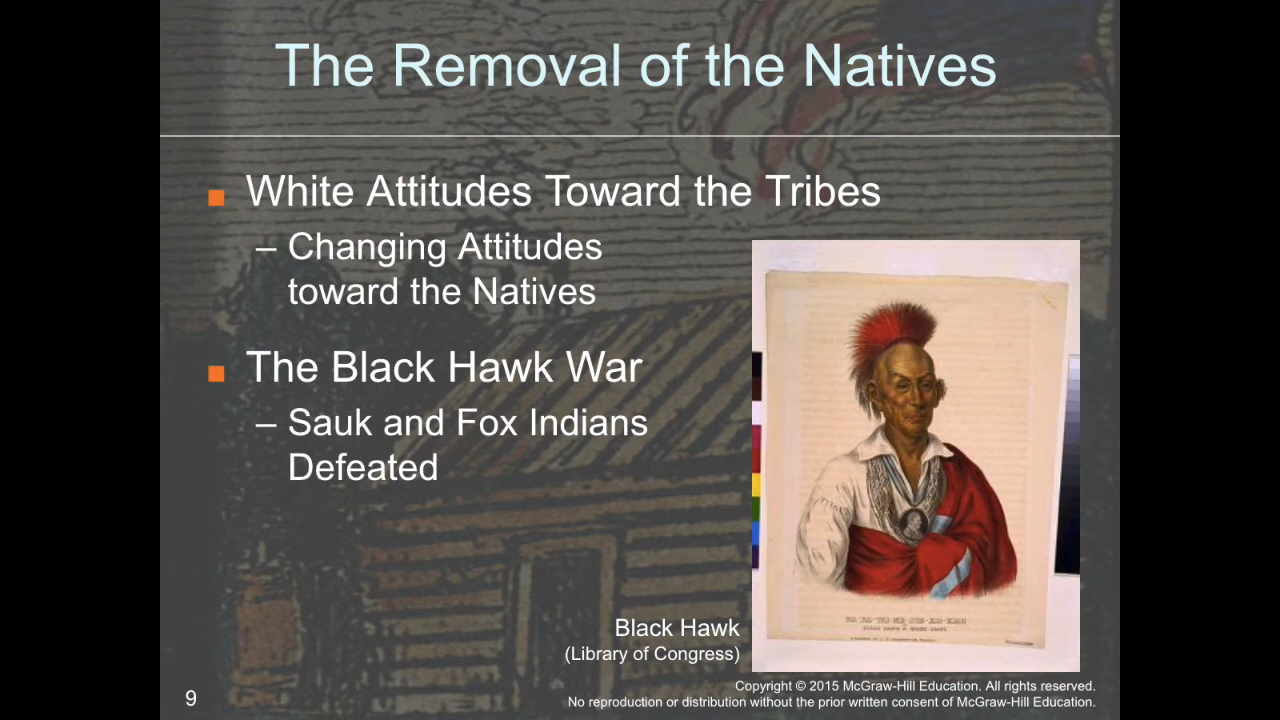 The Removal of the Natives
White Attitudes Toward the Tribes
– Changing Attitudes
toward the Natives
The Black Hawk War
– Sauk and Fox Indians
Defeated
Black Hawk
(Library of Congress)
9
Copyright © 2015 McGraw-Hill Education. All rights reserved.
No reproduction or distribution without the prior written consent of McGraw-Hill Education.